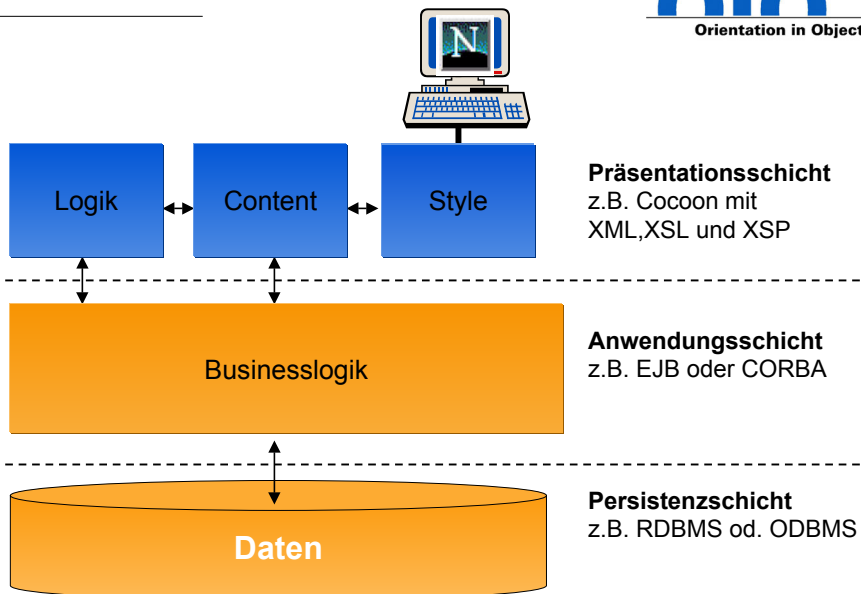 Orientation in Object
N
Logik
Content
Style
Präsentationsschicht
z.B. Cocoon mit
XML,XSL und XSP
Businesslogik
Anwendungsschicht
z.B. EJB oder CORBA
Daten
Persistenzschicht
z.B. RDBMS od. ODBMS